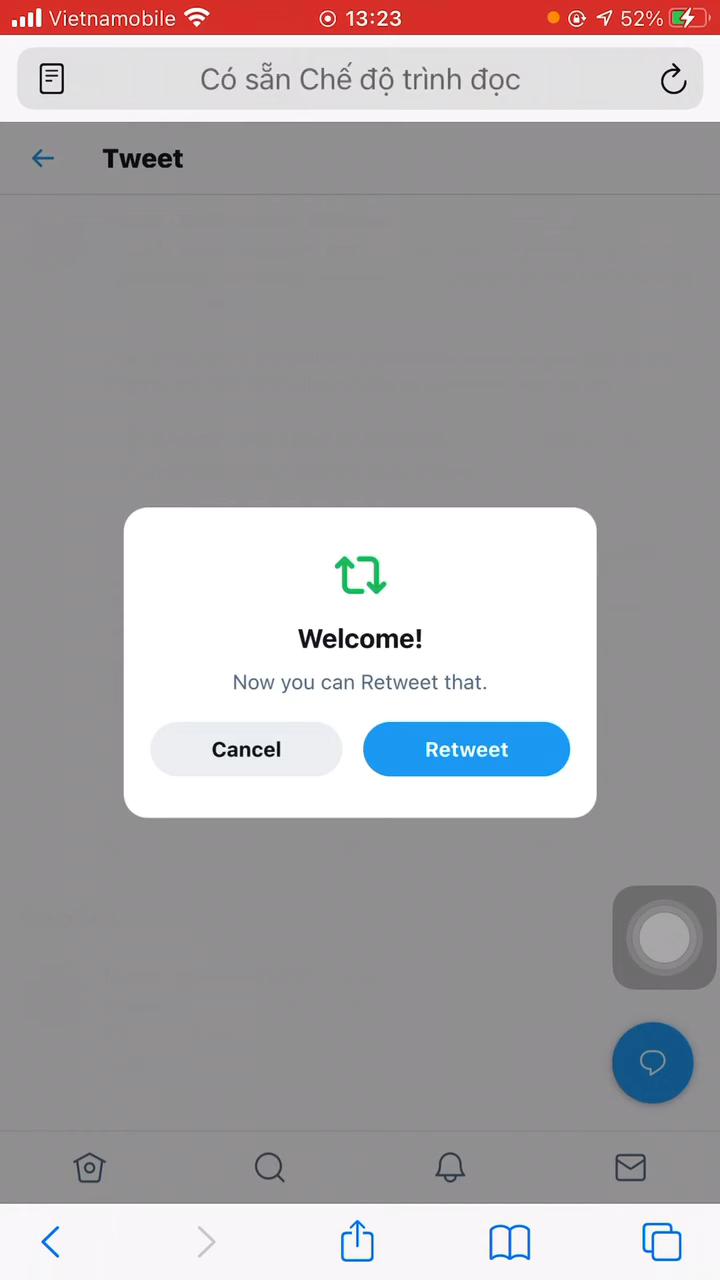 Vietnamobile 13:23 52%
Có sẵn Chế độ trình đọc
Tweet
Welcome!
Now you can Retweet that.
Cancel Retweet